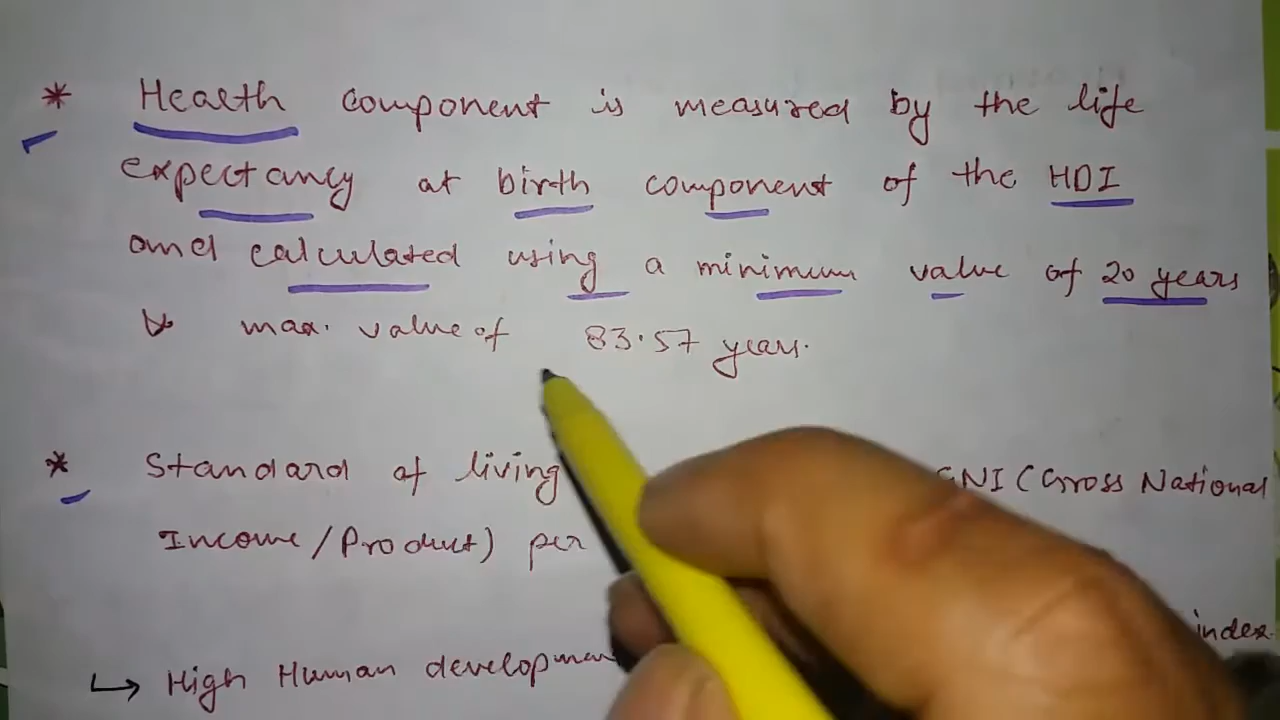 * Health component is measured by the life
expectancy at birth component of the HDI
and calculated using a minimum value of 20 years
& max. value of 83.57 years.
* Standard of living GNI (Gross National
Income/Product) per
index.
↳ High Human development